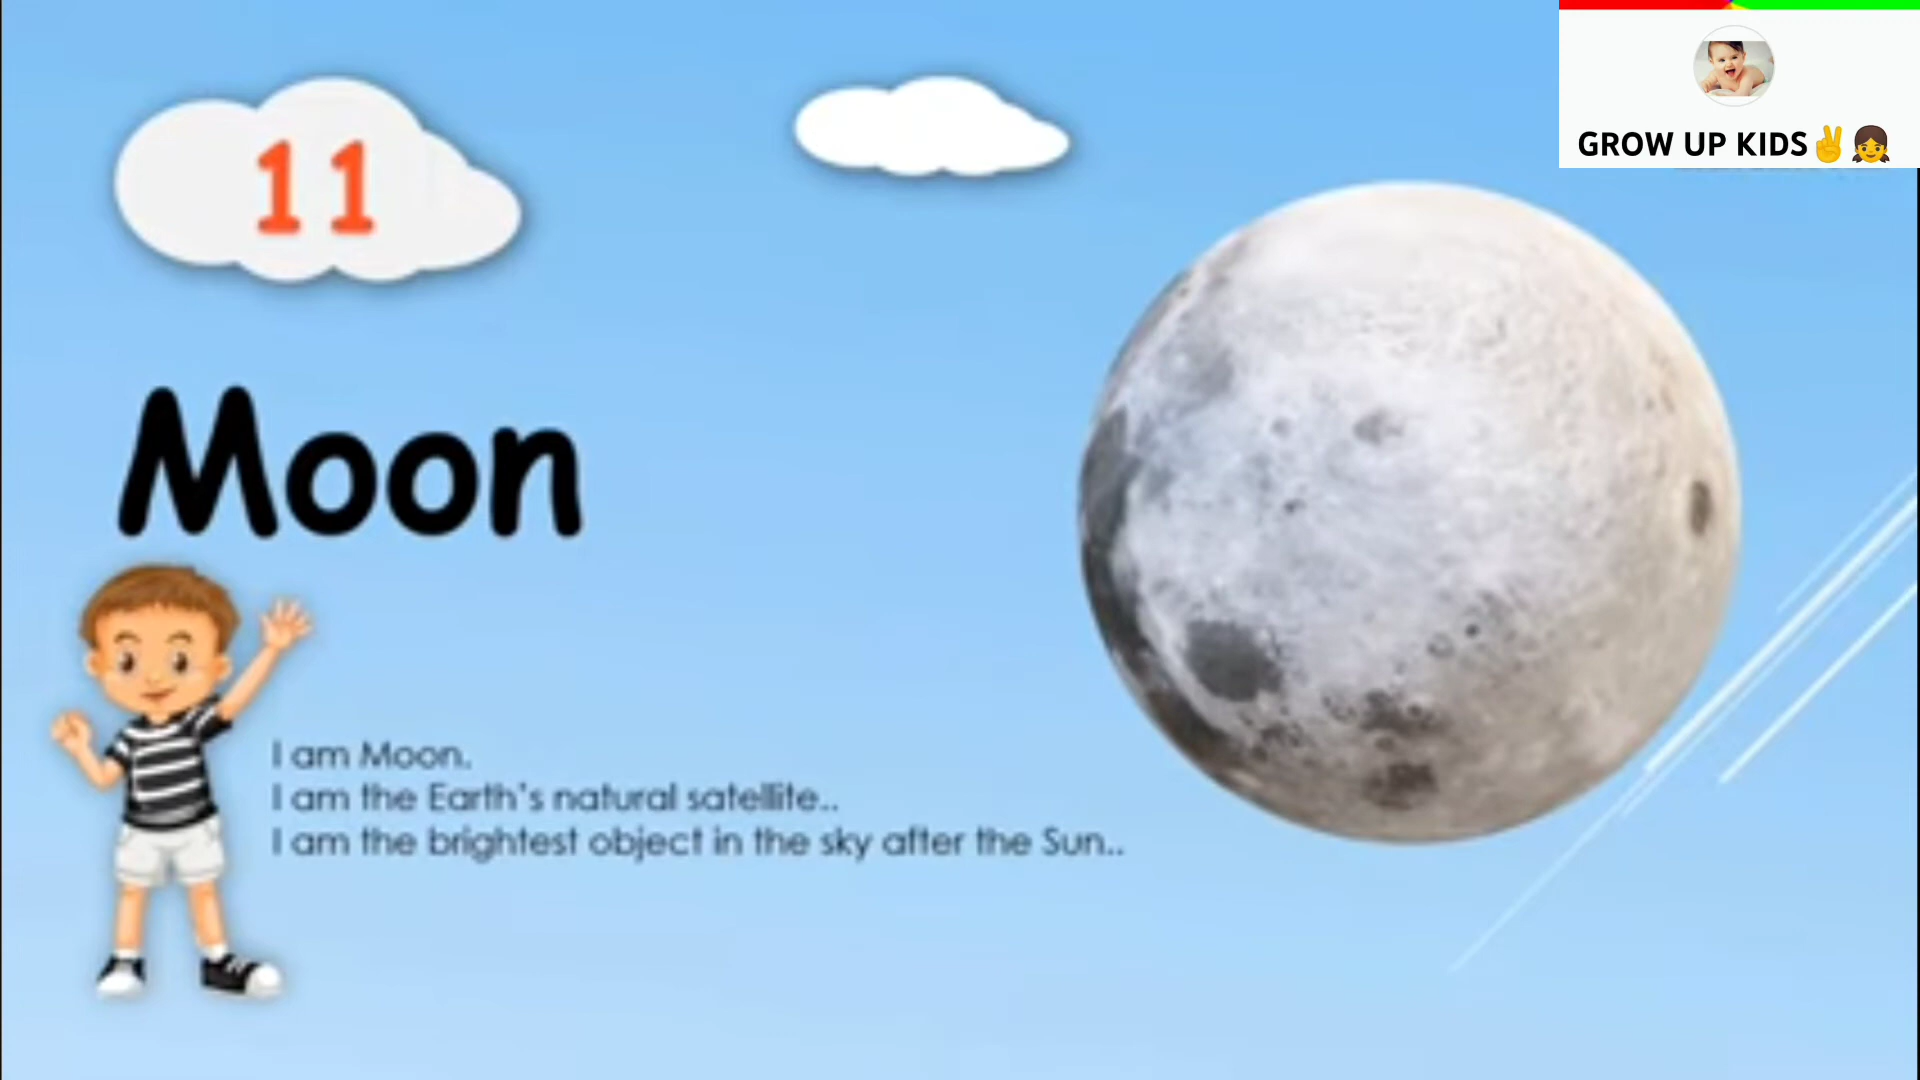 11
GROW UP KIDS✌👧
Moon
I am Moon.
I am the Earth's natural satellite..
I am the brightest object in the sky after the Sun..